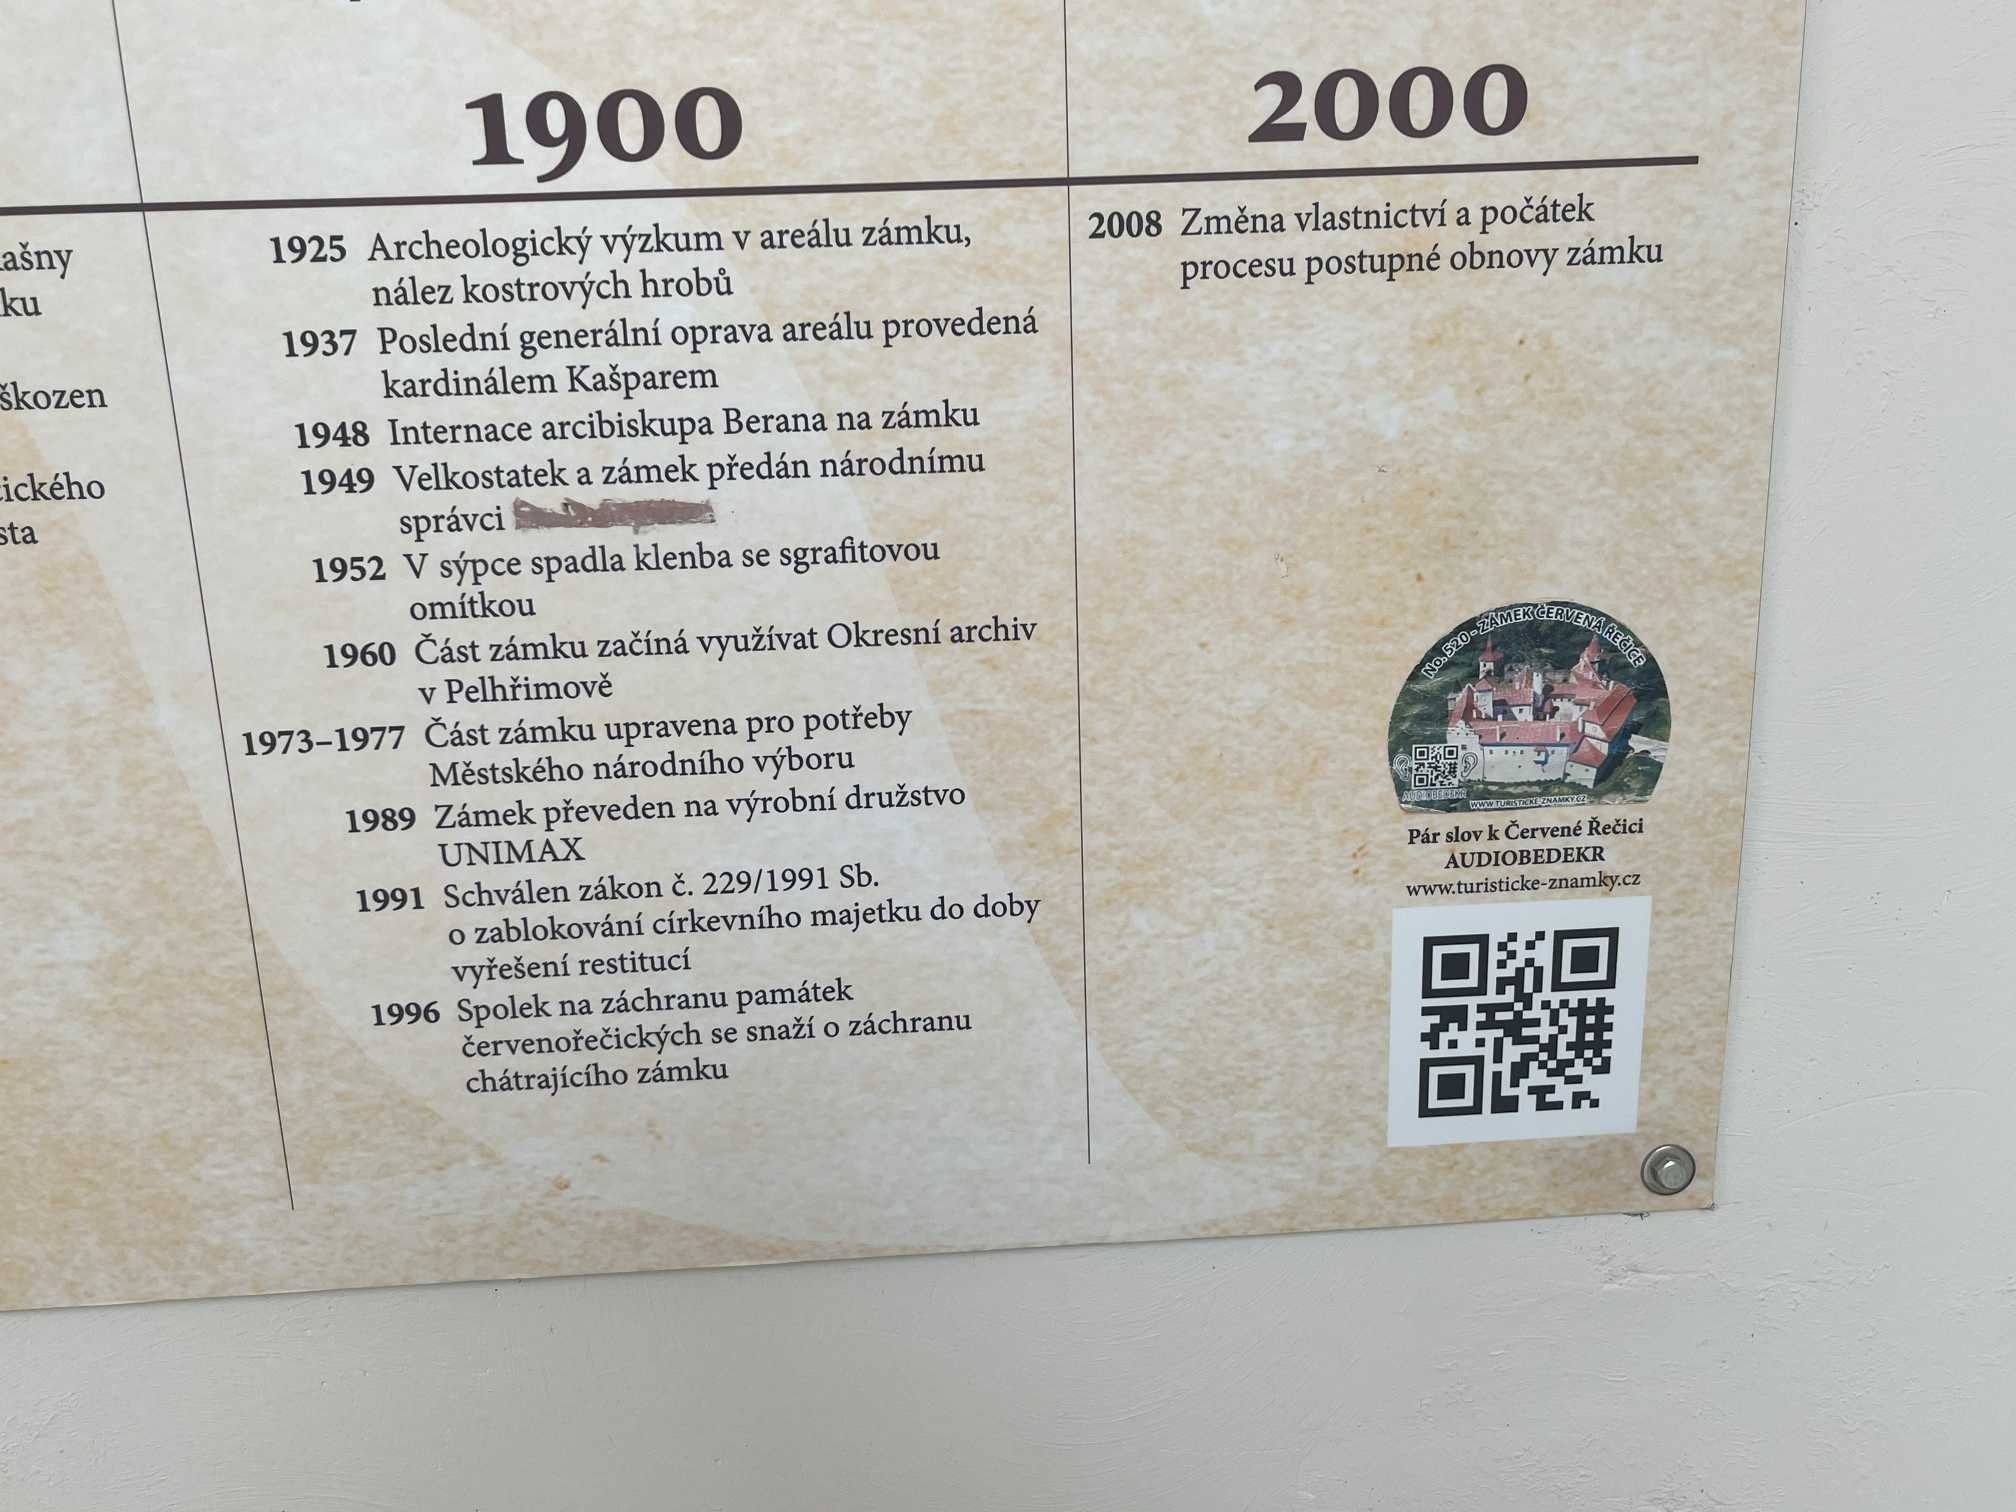 ašny
ku
škozen
ického
sta
1900
1925 Archeologický výzkum v areálu zámku,
nález kostrových hrobů
1937 Poslední generální oprava areálu provedená
kardinálem Kašparem
1948 Internace arcibiskupa Berana na zámku
1949 Velkostatek a zámek předán národnímu
správci
1952 V sýpce spadla klenba se sgrafitovou
omítkou
1960 Část zámku začíná využívat Okresní archiv
v Pelhřimově
1973–1977 Část zámku upravena pro potřeby
Městského národního výboru
1989 Zámek převeden na výrobní družstvo
UNIMAX
1991 Schválen zákon č. 229/1991 Sb.
o zablokování církevního majetku do doby
vyřešení restitucí
1996 Spolek na záchranu památek
červenořečických se snaží o záchranu
chátrajícího zámku
2000
2008 Změna vlastnictví a počátek
procesu postupné obnovy zámku
No. 520 - ZÁMEK ČERVENÁ ŘEČICE
AUDIOBEDEKR
WWW.TURISTICKE-ZNAMKY.CZ
Pár slov k Červené Řečici
AUDIOBEDEKR
www.turisticke-znamky.cz